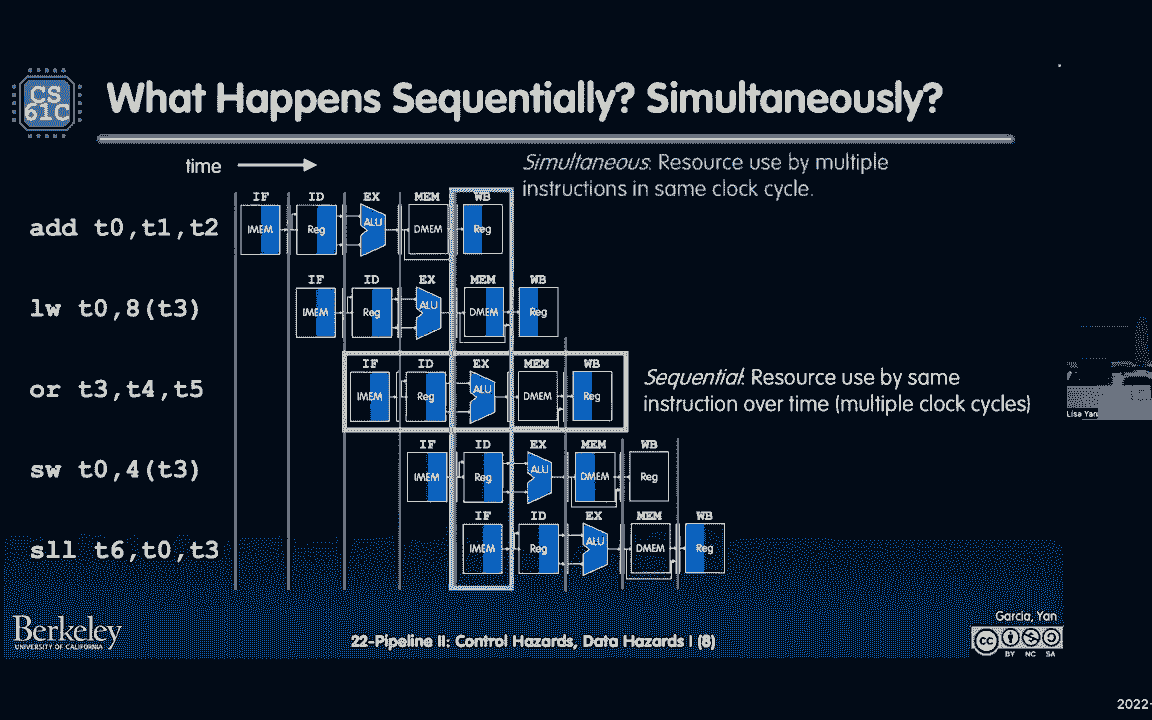 CS
61C
What Happens Sequentially? Simultaneously?
time
Simultaneous: Resource use by multiple
instructions in same clock cycle.
IF ID EX MEM WB
add t0,t1,t2 IMEM Reg ALU DMEM Reg
IF ID EX MEM WB
lw t0,8(t3) IMEM Reg ALU DMEM Reg
IF ID EX MEM WB
or t3,t4,t5 IMEM Reg ALU DMEM Reg
Sequential: Resource use by same
instruction over time (multiple clock cycles)
Lisa Yan
IF ID EX MEM WB
sw t0,4(t3) IMEM Reg ALU DMEM Reg
IF ID EX MEM WB
sll t6,t0,t3 IMEM Reg ALU DMEM Reg
Berkeley
UNIVERSITY OF CALIFORNIA
22-Pipeline II: Control Hazards, Data Hazards I (8)
Garcia, Yan
cc
BY NC SA
2022-